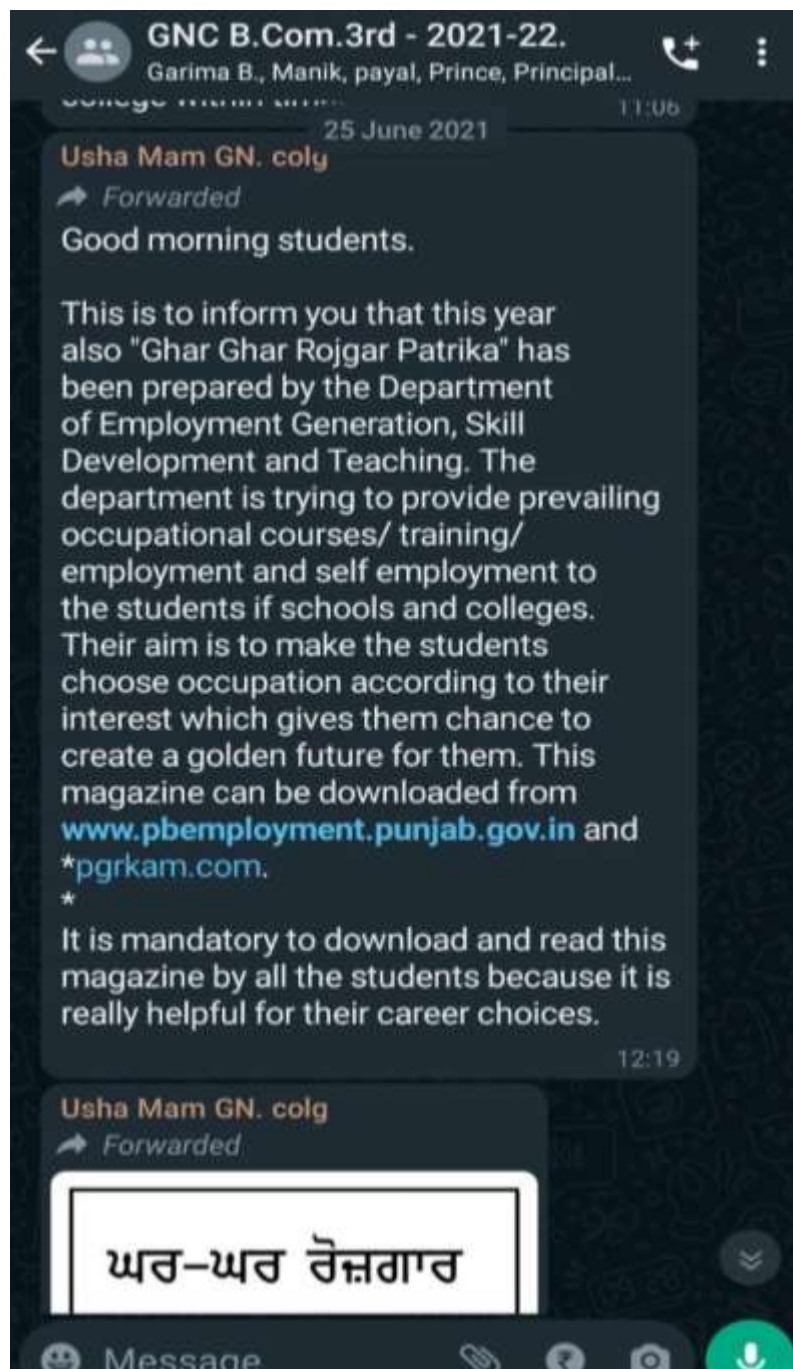 GNC B.Com.3rd - 2021-22.
Garima B., Manik, payal, Prince, Principal...
college within
11:06
25 June 2021
Usha Mam GN. colg
Forwarded
Good morning students.
This is to inform you that this year
also "Ghar Ghar Rojgar Patrika" has
been prepared by the Department
of Employment Generation, Skill
Development and Teaching. The
department is trying to provide prevailing
occupational courses/ training/
employment and self employment to
the students if schools and colleges.
Their aim is to make the students
choose occupation according to their
interest which gives them chance to
create a golden future for them. This
magazine can be downloaded from
www.pbemployment.punjab.gov.in and
*pgrkam.com.
*
It is mandatory to download and read this
magazine by all the students because it is
really helpful for their career choices.
12:19
Usha Mam GN. colg
Forwarded
ਘਰ-ਘਰ ਰੋਜ਼ਗਾਰ
Message